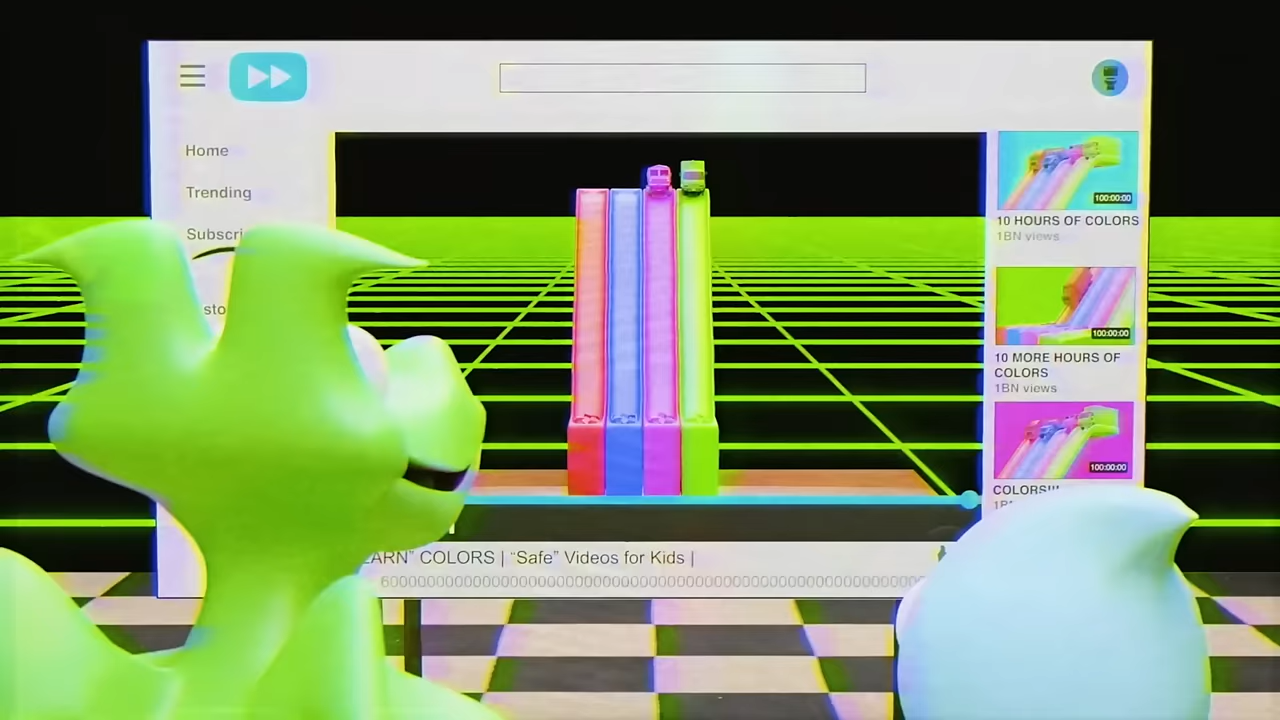 Home
Trending
Subscri
sto
100:00:00
10 HOURS OF COLORS
1BN views
100:00:00
10 MORE HOURS OF
COLORS
1BN views
100:00:00
COLORS!!!
ARN” COLORS | “Safe” Videos for Kids |